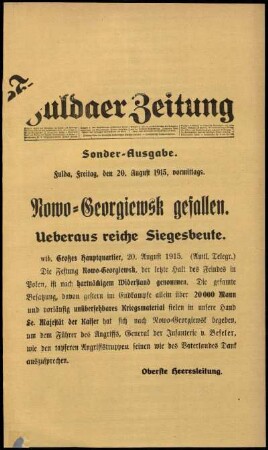 Fuldaer Zeitung
Sonder-Ausgabe.
Fulda, Freitag, den 20. August 1915, vormittags.
Nowo-Georgiewsk gefallen.
Ueberaus reiche Siegesbeute.
wtb. Großes Hauptquartier, 20. August 1915. (Amtl. Telegr.)
Die Festung Nowo-Georgiewsk, der letzte Halt des Feindes
in Polen, ist nach hartnäckigem Widerstand genommen. Die gesamte
Besatzung, davon gestern im Endkampfe allein über 20 000 Mann
und vorläufig unübersehbares Kriegsmaterial fielen in unsere Hand
Se. Majestät der Kaiser hat sich nach Nowo-Georgiewsk begeben,
um dem Führer des Angriffs, General der Infanterie v. Beseler,
wie den tapferen Angriffstruppen seinen wie des Vaterlandes Dank
auszusprechen.
Oberste Heeresleitung.